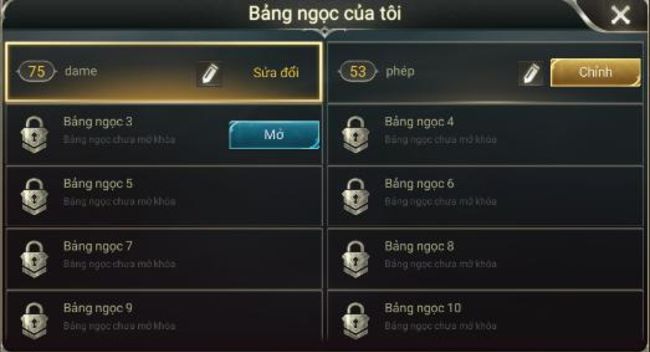 Bảng ngọc của tôi
75 dame Sửa đổi
53 phép Chỉnh
Bảng ngọc 3
Bảng ngọc chưa mở khóa
Mở
Bảng ngọc 4
Bảng ngọc chưa mở khóa
Bảng ngọc 5
Bảng ngọc chưa mở khóa
Bảng ngọc 6
Bảng ngọc chưa mở khóa
Bảng ngọc 7
Bảng ngọc chưa mở khóa
Bảng ngọc 8
Bảng ngọc chưa mở khóa
Bảng ngọc 9
Bảng ngọc chưa mở khóa
Bảng ngọc 10
Bảng ngọc chưa mở khóa